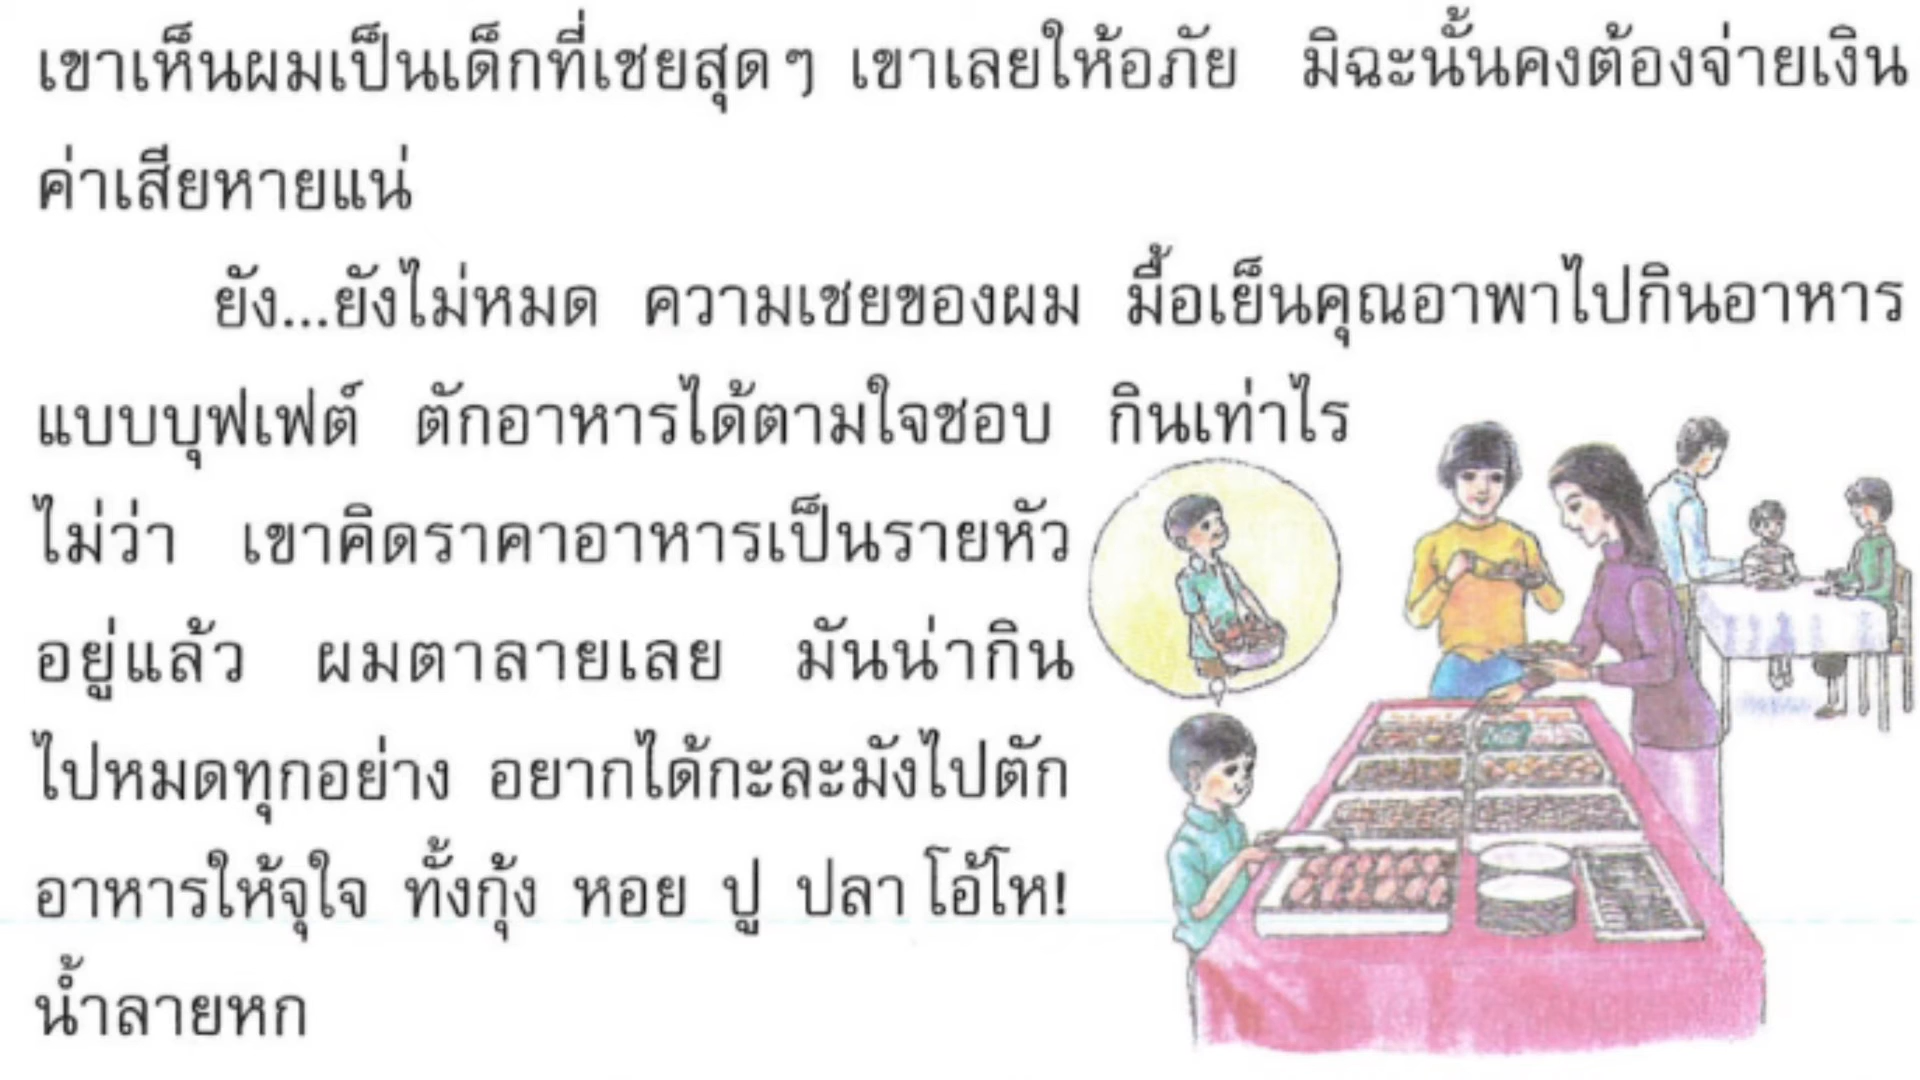 เขาเห็นผมเป็นเด็กที่เชยสุดๆ เขาเลยให้อภัย มิฉะนั้นคงต้องจ่ายเงิน
ค่าเสียหายแน่
ยัง...ยังไม่หมด ความเชยของผม มื้อเย็นคุณอาพาไปกินอาหาร
แบบบุฟเฟต์ ตักอาหารได้ตามใจชอบ กินเท่าไร
ไม่ว่า เขาคิดราคาอาหารเป็นรายหัว
อยู่แล้ว ผมตาลายเลย มันน่ากิน
ไปหมดทุกอย่าง อยากได้กะละมังไปตัก
อาหารให้จุใจ ทั้งกุ้ง หอย ปู ปลา โอ้โห!
น้ำลายหก